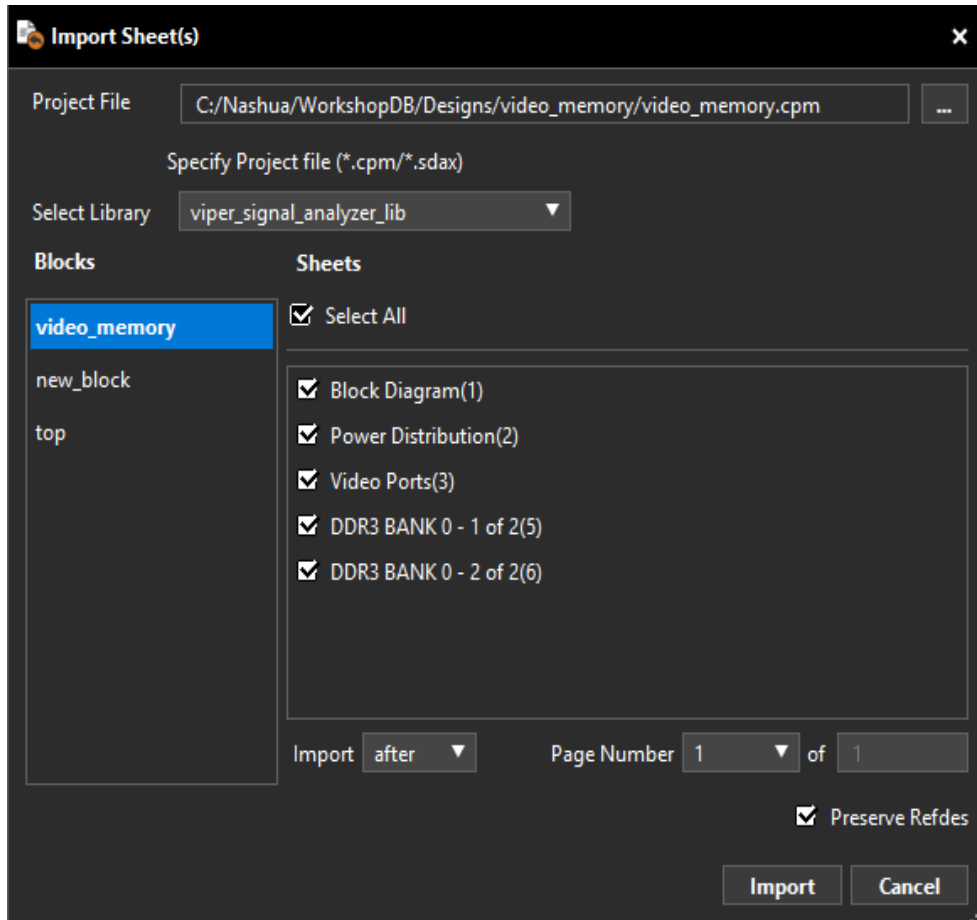 Import Sheet(s)
Project File C:/Nashua/WorkshopDB/Designs/video_memory/video_memory.cpm ...
Specify Project file (*.cpm/*.sdax)
Select Library viper_signal_analyzer_lib
Blocks
video_memory
new_block
top
Sheets
Select All
Block Diagram(1)
Power Distribution(2)
Video Ports(3)
DDR3 BANK 0 - 1 of 2(5)
DDR3 BANK 0 - 2 of 2(6)
Import after Page Number 1 of 1
Preserve Refdes
Import Cancel